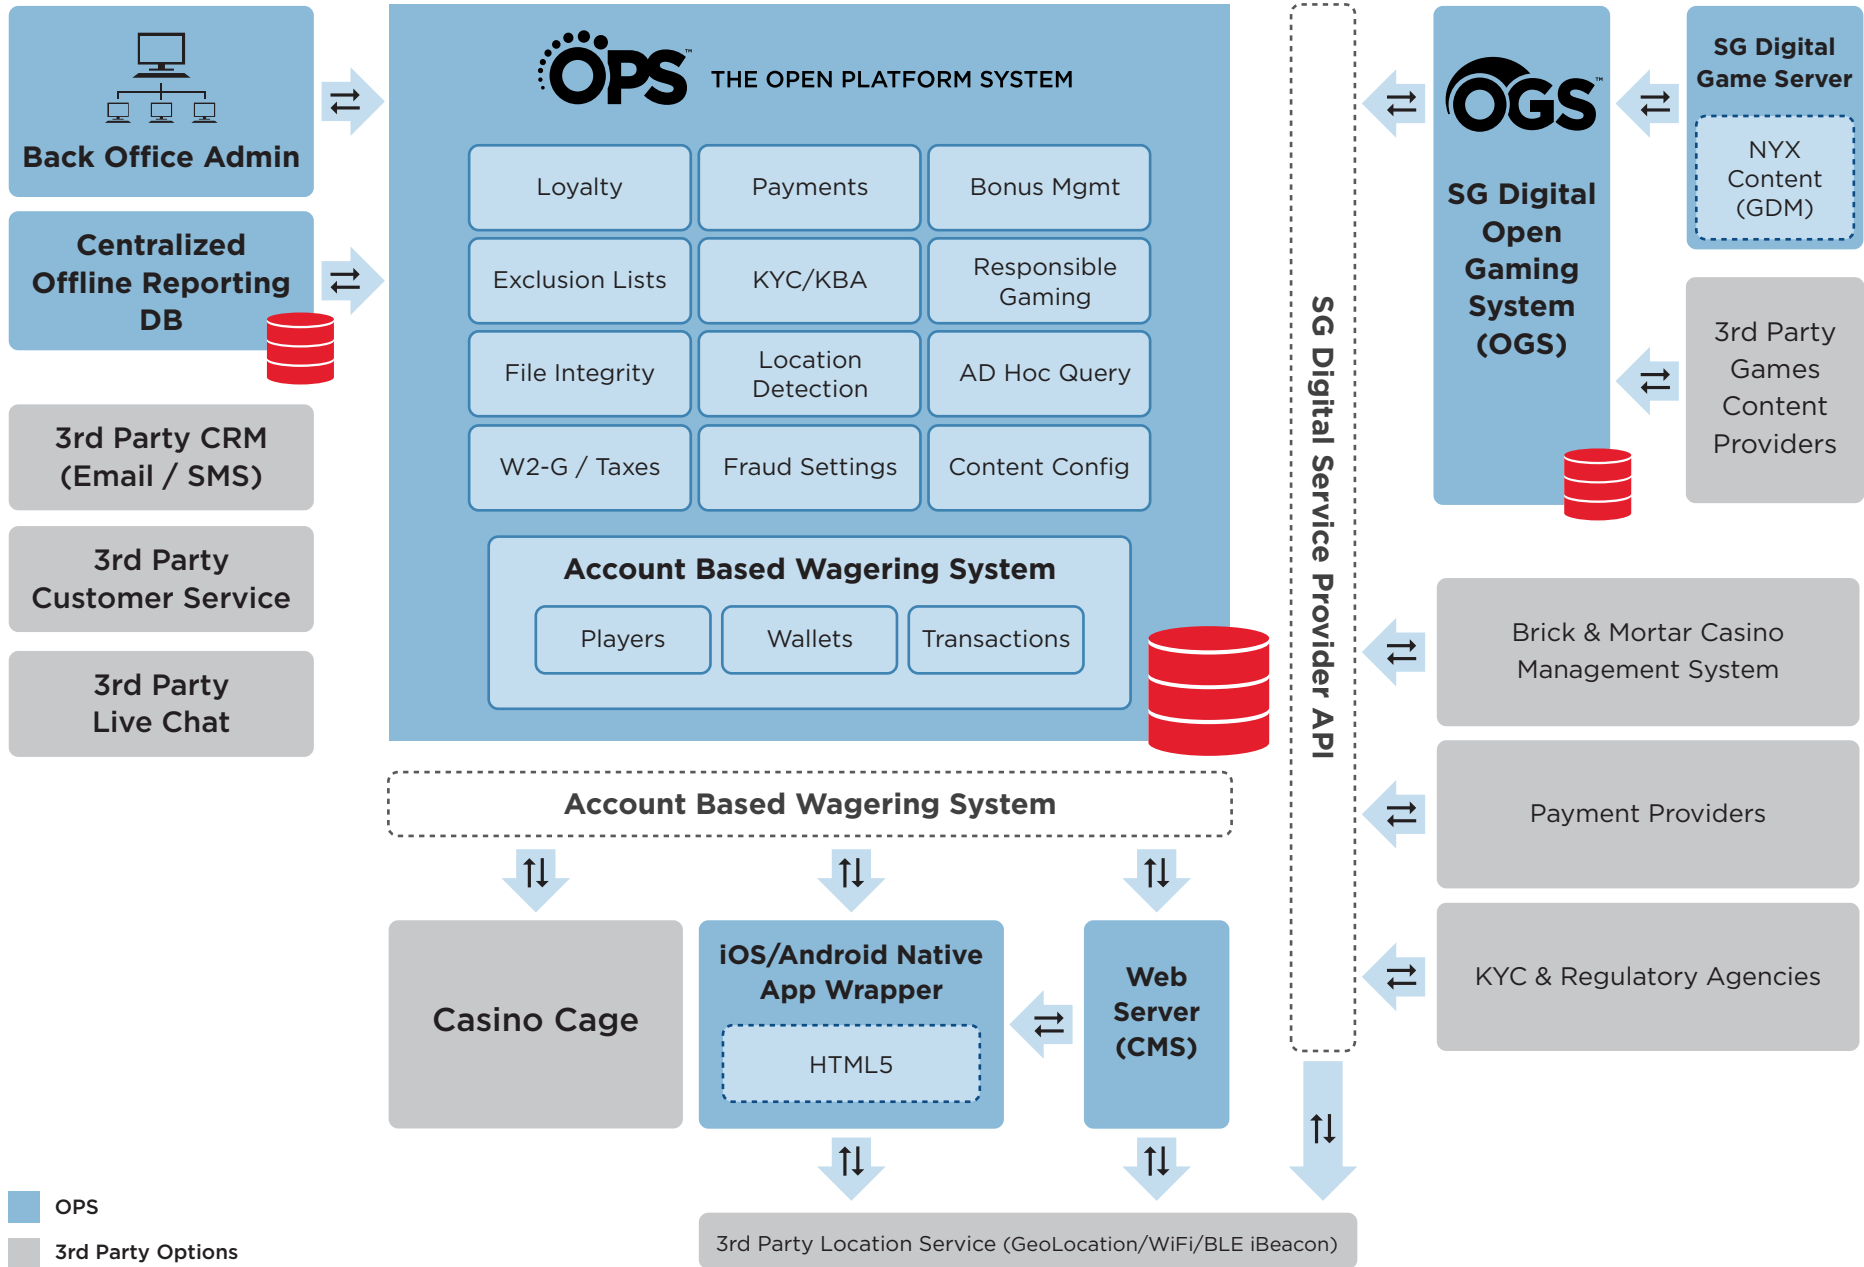 Back Office Admin
Centralized
Offline Reporting
DB
3rd Party CRM
(Email / SMS)
3rd Party
Customer Service
3rd Party
Live Chat
OPS™ THE OPEN PLATFORM SYSTEM
Loyalty
Payments
Bonus Mgmt
Exclusion Lists
KYC/KBA
Responsible
Gaming
File Integrity
Location
Detection
AD Hoc Query
W2-G / Taxes
Fraud Settings
Content Config
Account Based Wagering System
Players
Wallets
Transactions
Account Based Wagering System
Casino Cage
iOS/Android Native
App Wrapper
HTML5
Web
Server
(CMS)
SG Digital Service Provider API
OGS™
SG Digital
Open
Gaming
System
(OGS)
SG Digital
Game Server
NYX
Content
(GDM)
3rd Party
Games
Content
Providers
Brick & Mortar Casino
Management System
Payment Providers
KYC & Regulatory Agencies
3rd Party Location Service (GeoLocation/WiFi/BLE iBeacon)
OPS
3rd Party Options